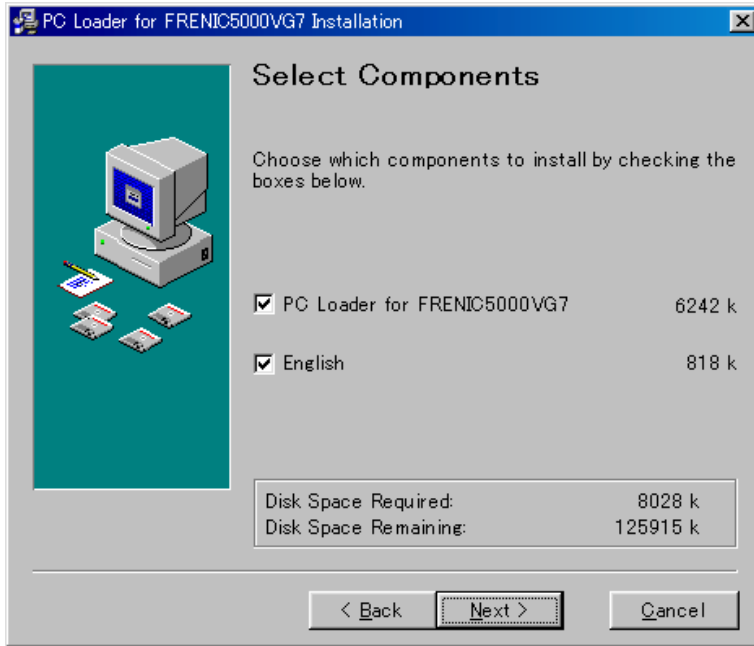 PC Loader for FRENIC5000VG7 Installation
Select Components
Choose which components to install by checking the
boxes below.
PC Loader for FRENIC5000VG7 6242 k
English 818 k
Disk Space Required: 8028 k
Disk Space Remaining: 125915 k
< Back Next > Cancel